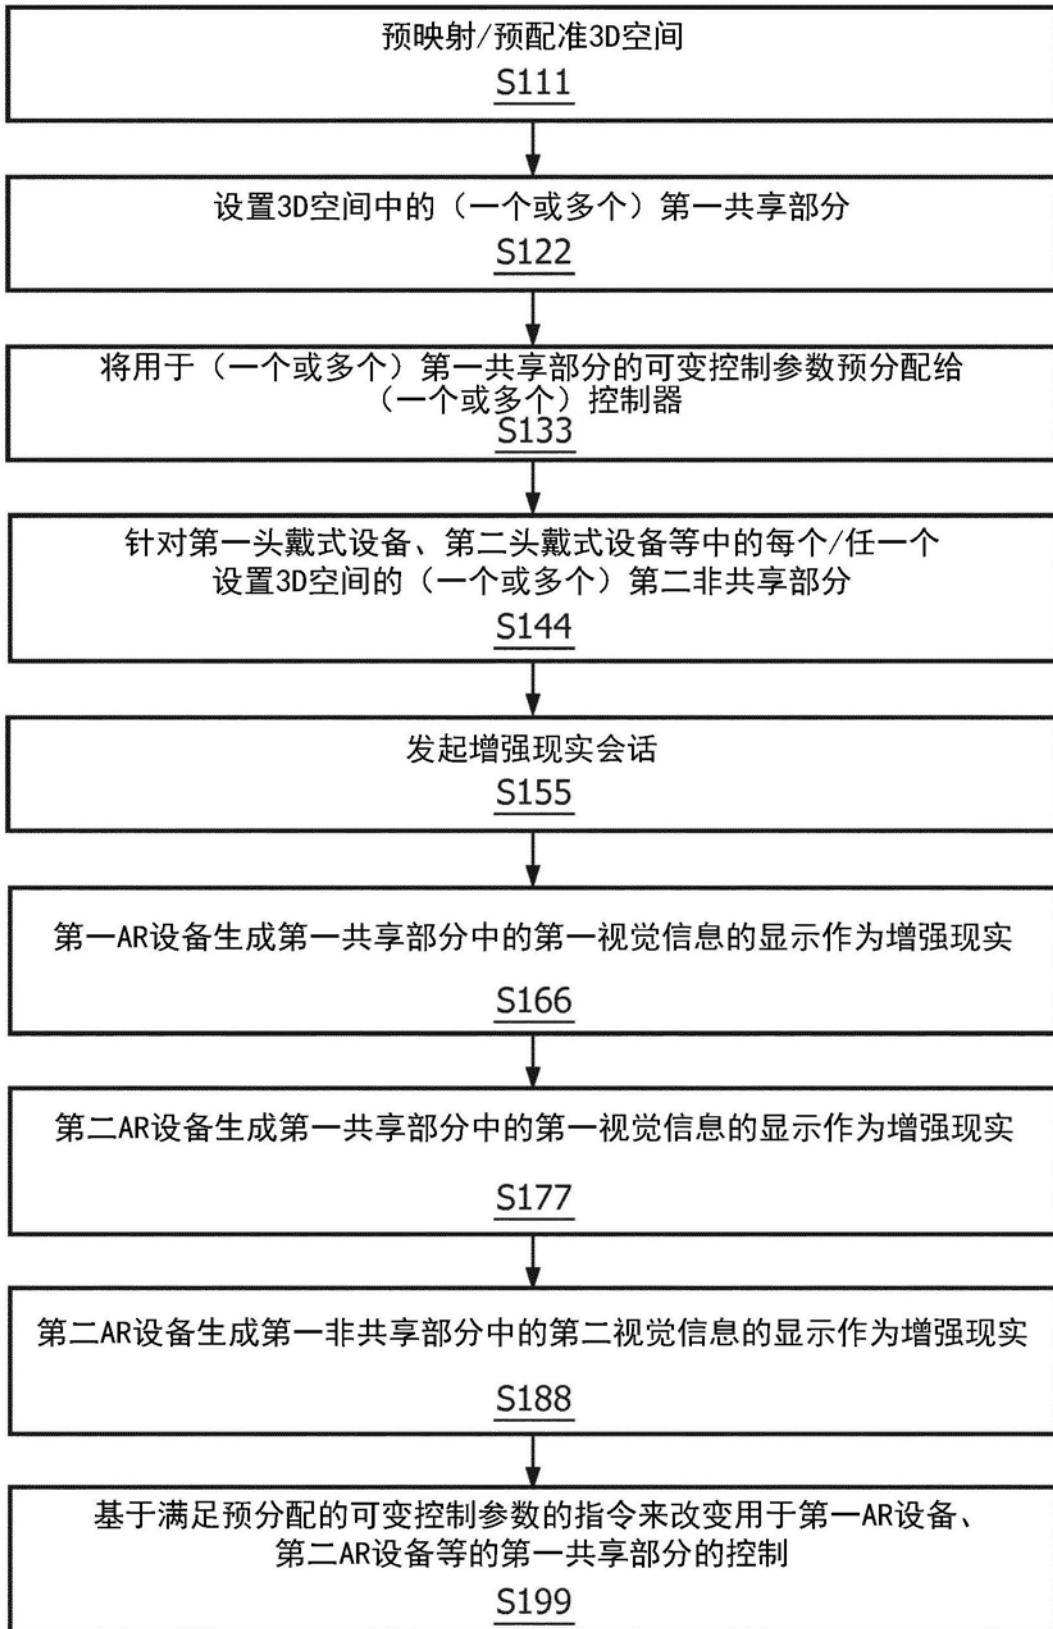 预映射/预配准3D空间
S111
设置3D空间中的（一个或多个）第一共享部分
S122
将用于（一个或多个）第一共享部分的可变控制参数预分配给
（一个或多个）控制器
S133
针对第一头戴式设备、第二头戴式设备等中的每个/任一个
设置3D空间的（一个或多个）第二非共享部分
S144
发起增强现实会话
S155
第一AR设备生成第一共享部分中的第一视觉信息的显示作为增强现实
S166
第二AR设备生成第一共享部分中的第一视觉信息的显示作为增强现实
S177
第二AR设备生成第一非共享部分中的第二视觉信息的显示作为增强现实
S188
基于满足预分配的可变控制参数的指令来改变用于第一AR设备、
第二AR设备等的第一共享部分的控制
S199